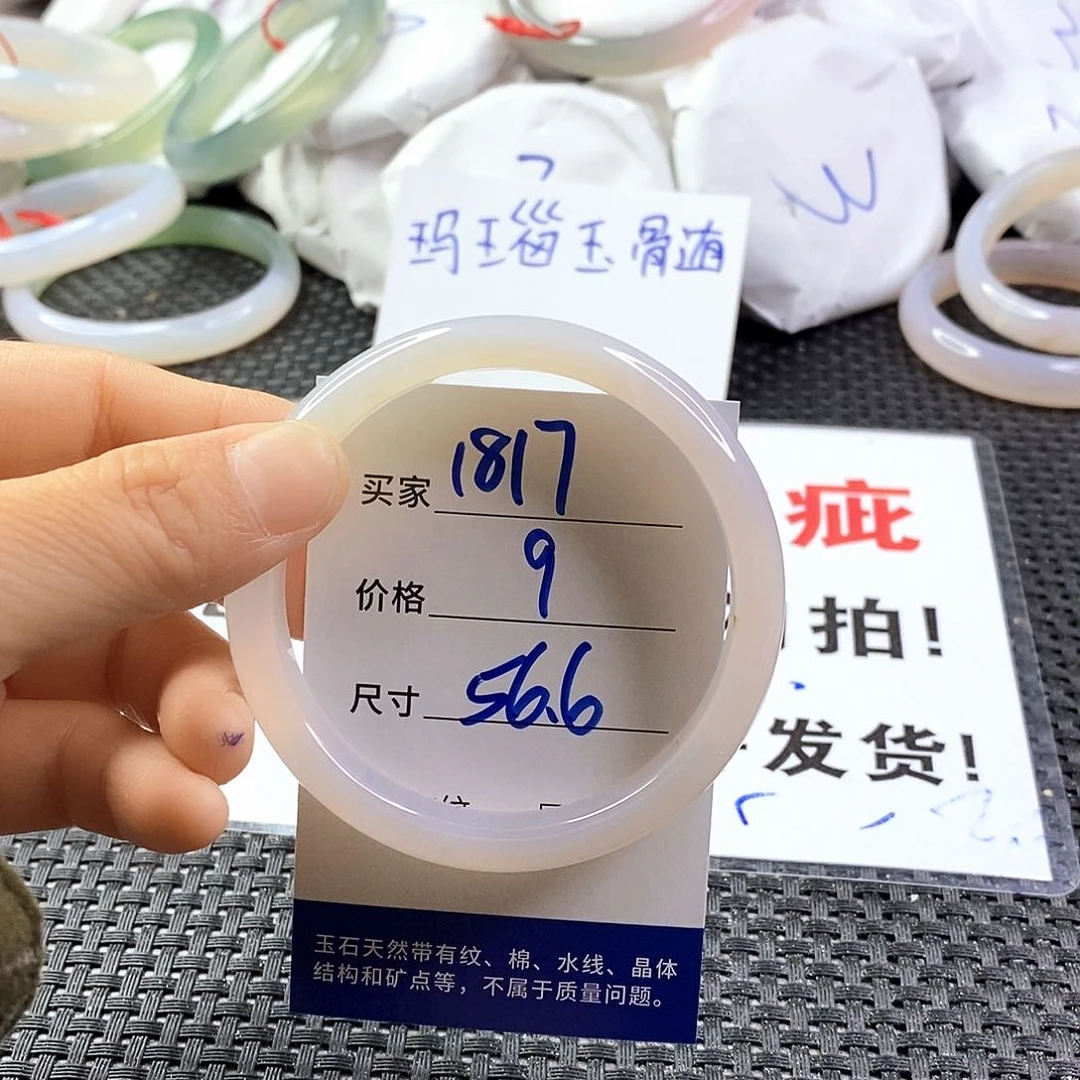 玛瑙玉骨髓
买家 1817
价格 9
尺寸 56.6
疵
拍!
发货!
玉石天然带有纹、棉、水线、晶体
结构和矿点等，不属于质量问题。